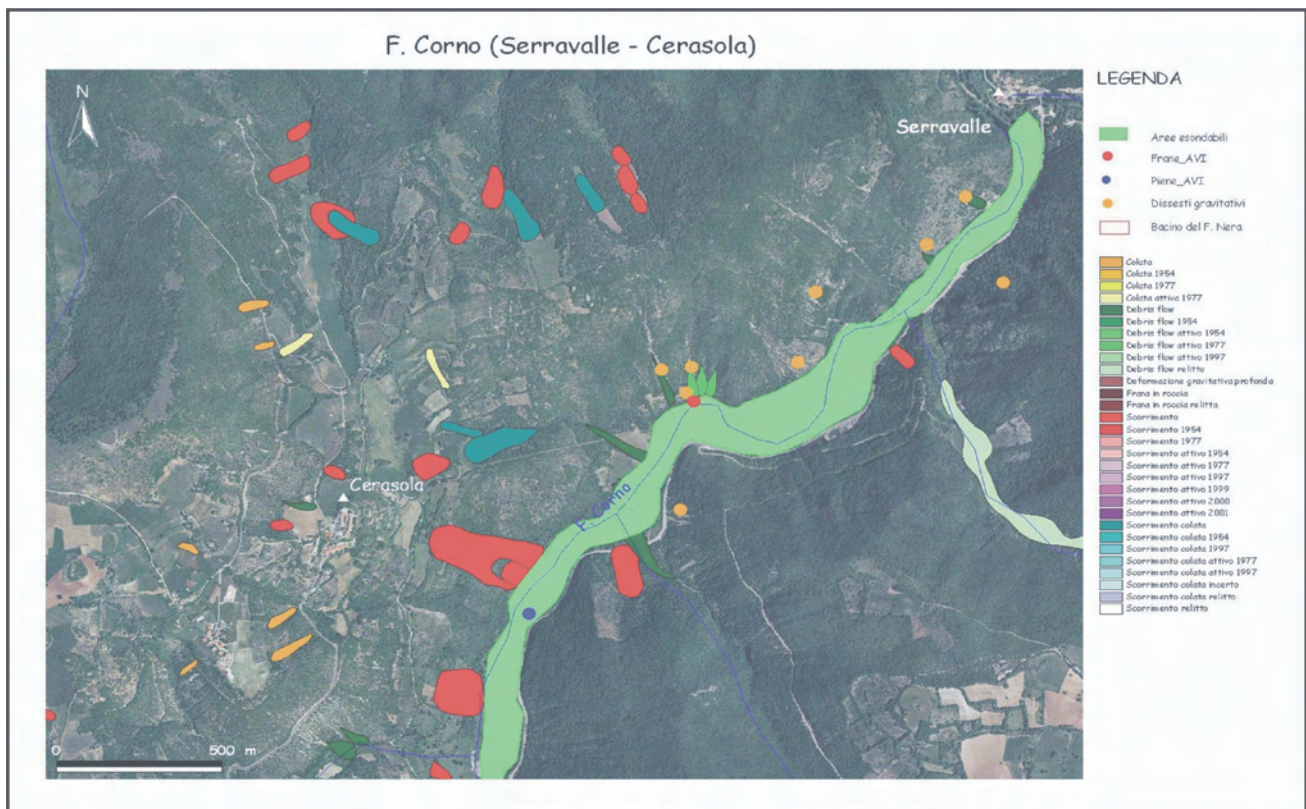 F. Corno (Serravalle - Cerasola)
N
Serravalle
Cerasola
F. Corno
0 500 m
LEGENDA
Aree esondabili
Frane_AVI
Piene_AVI
Dissesti gravitativi
Bacino del F. Nera
Colata
Colata 1954
Colata 1977
Colata attiva 1977
Debris flow
Debris flow 1954
Debris flow attivo 1954
Debris flow attivo 1977
Debris flow attivo 1997
Debris flow relitto
Deformazione gravitativa profonda
Frana in roccia
Frana in roccia relitta
Scorrimento
Scorrimento 1954
Scorrimento 1977
Scorrimento attivo 1954
Scorrimento attivo 1977
Scorrimento attivo 1997
Scorrimento attivo 1999
Scorrimento attivo 2000
Scorrimento attivo 2001
Scorrimento colata
Scorrimento colata 1954
Scorrimento colata 1997
Scorrimento colata attivo 1977
Scorrimento colata attivo 1997
Scorrimento colata incerto
Scorrimento colata relitto
Scorrimento relitto